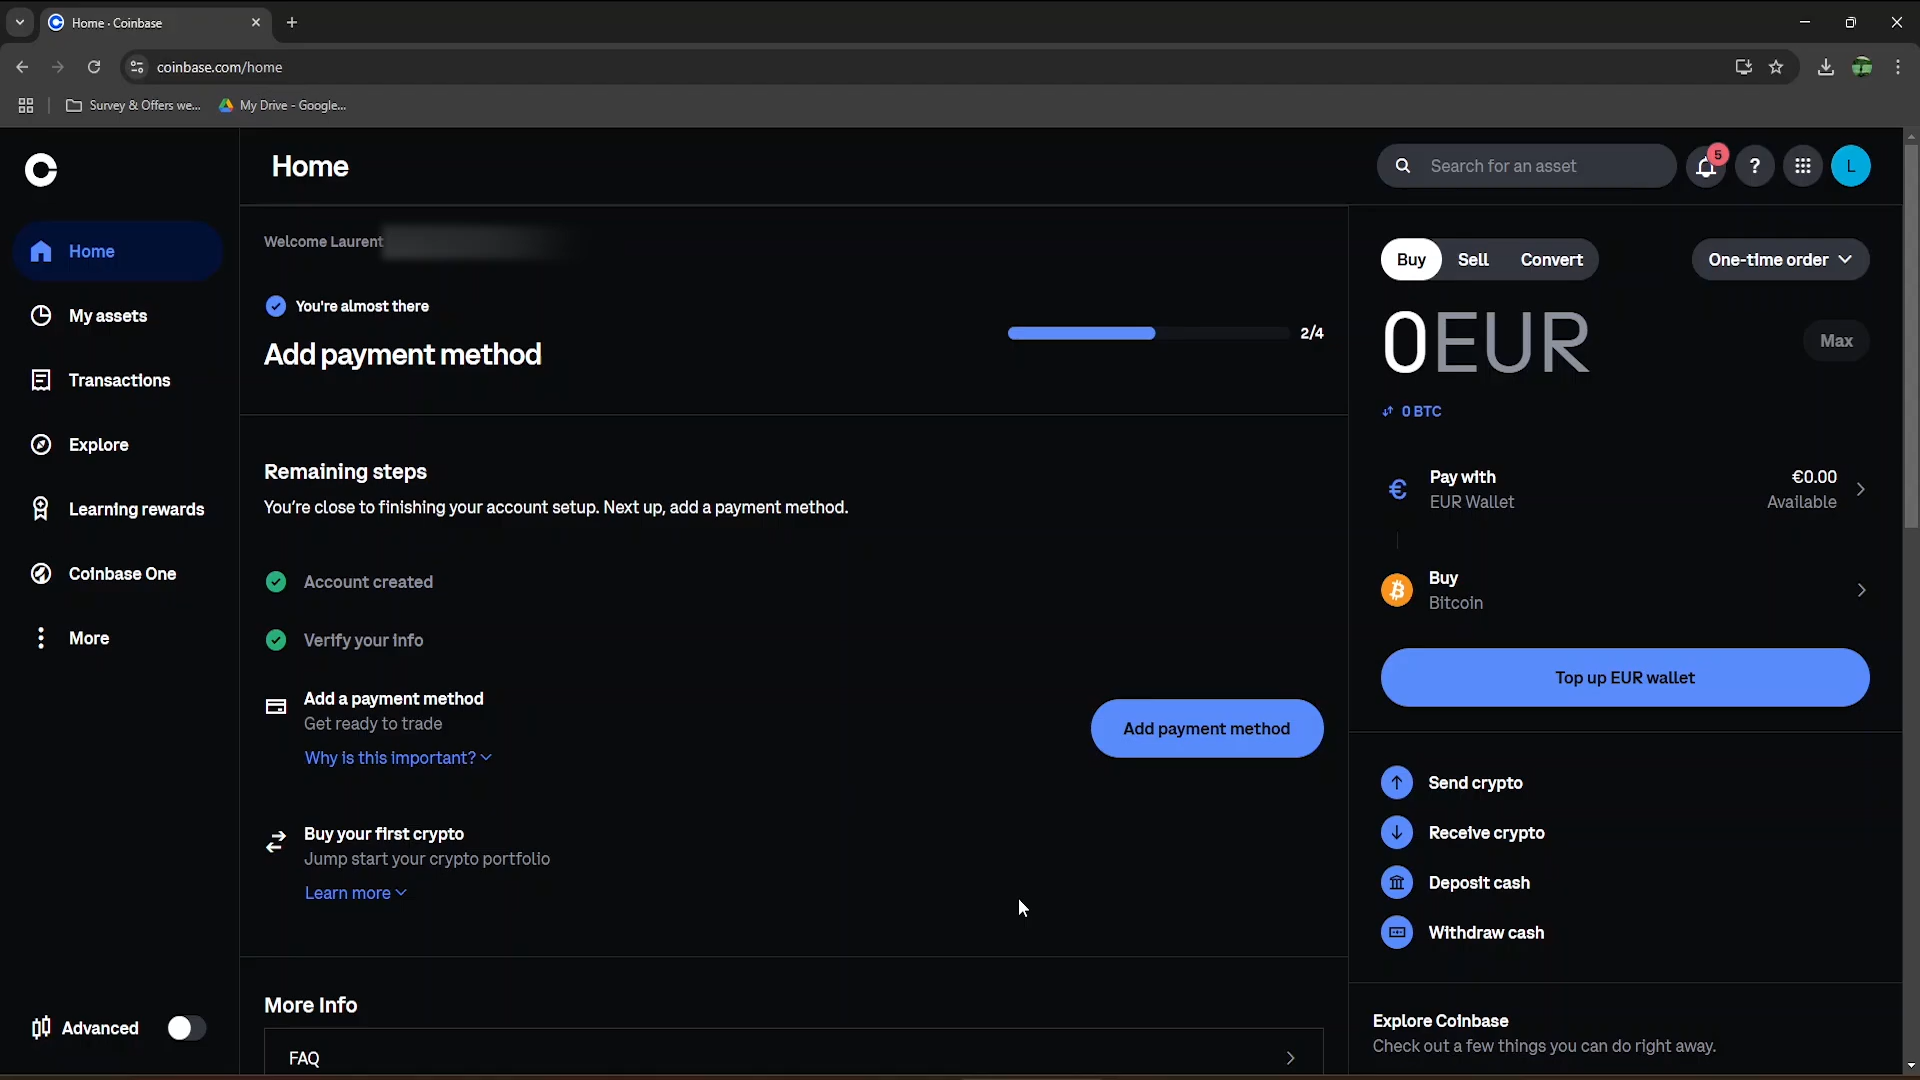 Home - Coinbase
coinbase.com/home
Survey & Offers we...
My Drive - Google...
Home
Search for an asset
5
?
L
Home
My assets
Transactions
Explore
Learning rewards
Coinbase One
More
Advanced
Welcome Laurent
You're almost there
Add payment method
2/4
Remaining steps
You're close to finishing your account setup. Next up, add a payment method.
Account created
Verify your info
Add a payment method
Get ready to trade
Why is this important?
Add payment method
Buy your first crypto
Jump start your crypto portfolio
Learn more
More Info
FAQ
Buy Sell Convert
One-time order
0EUR
Max
0 BTC
Pay with
EUR Wallet
€0.00
Available
Buy
Bitcoin
Top up EUR wallet
Send crypto
Receive crypto
Deposit cash
Withdraw cash
Explore Coinbase
Check out a few things you can do right away.